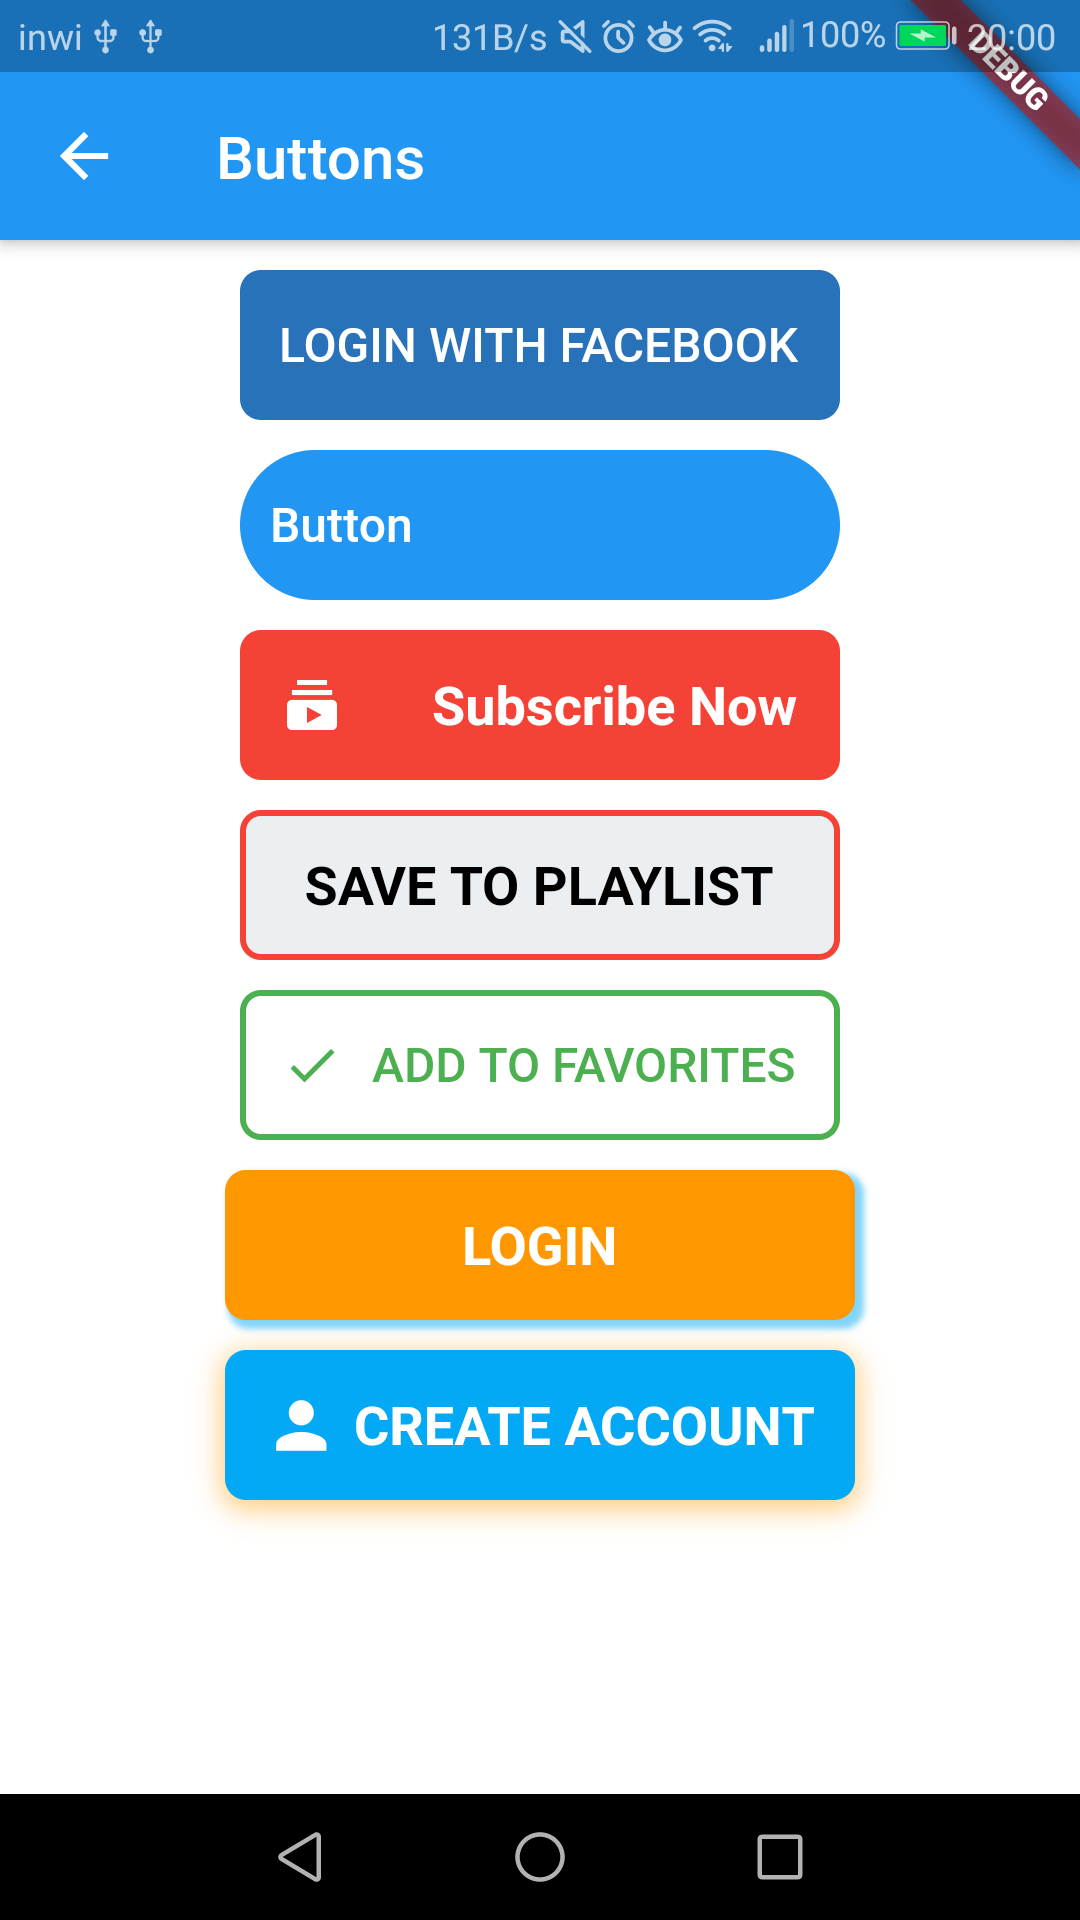 inwi 131B/s 100% 20:00
DEBUG
Buttons
LOGIN WITH FACEBOOK
Button
Subscribe Now
SAVE TO PLAYLIST
ADD TO FAVORITES
LOGIN
CREATE ACCOUNT